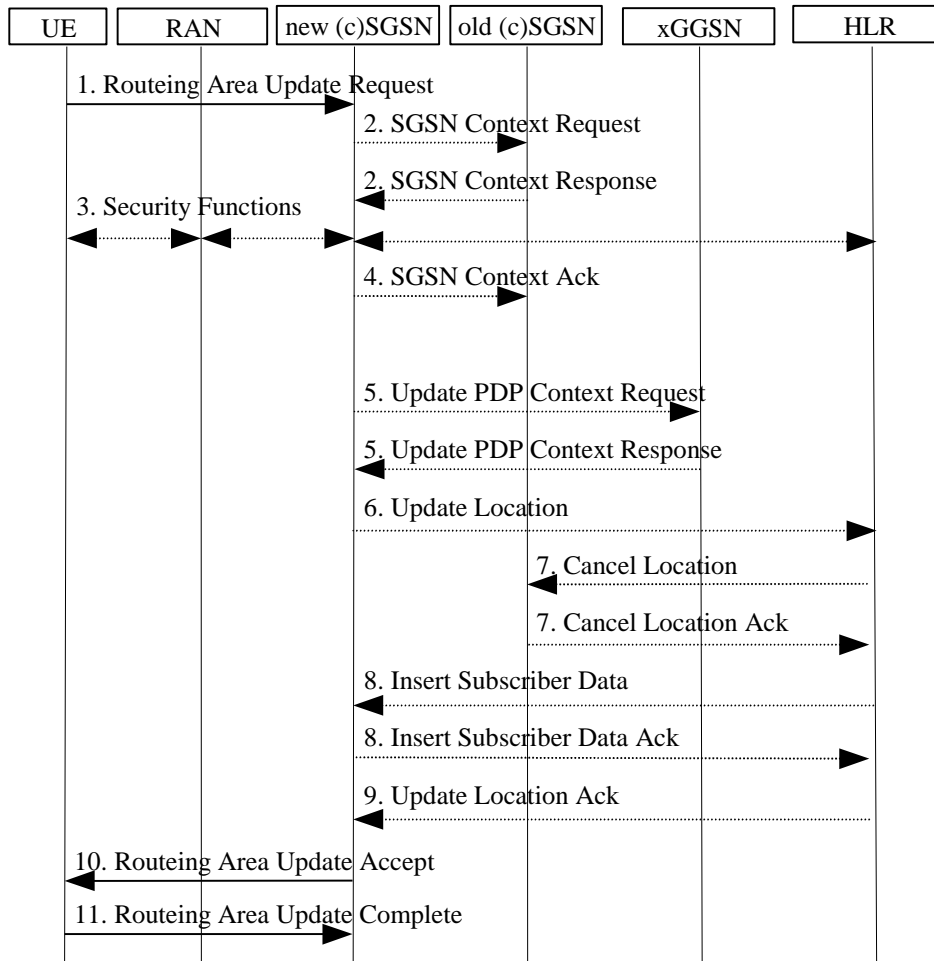 UE RAN new (c)SGSN old (c)SGSN xGGSN HLR
1. Routeing Area Update Request
2. SGSN Context Request
2. SGSN Context Response
3. Security Functions
4. SGSN Context Ack
5. Update PDP Context Request
5. Update PDP Context Response
6. Update Location
7. Cancel Location
7. Cancel Location Ack
8. Insert Subscriber Data
8. Insert Subscriber Data Ack
9. Update Location Ack
10. Routeing Area Update Accept
11. Routeing Area Update Complete